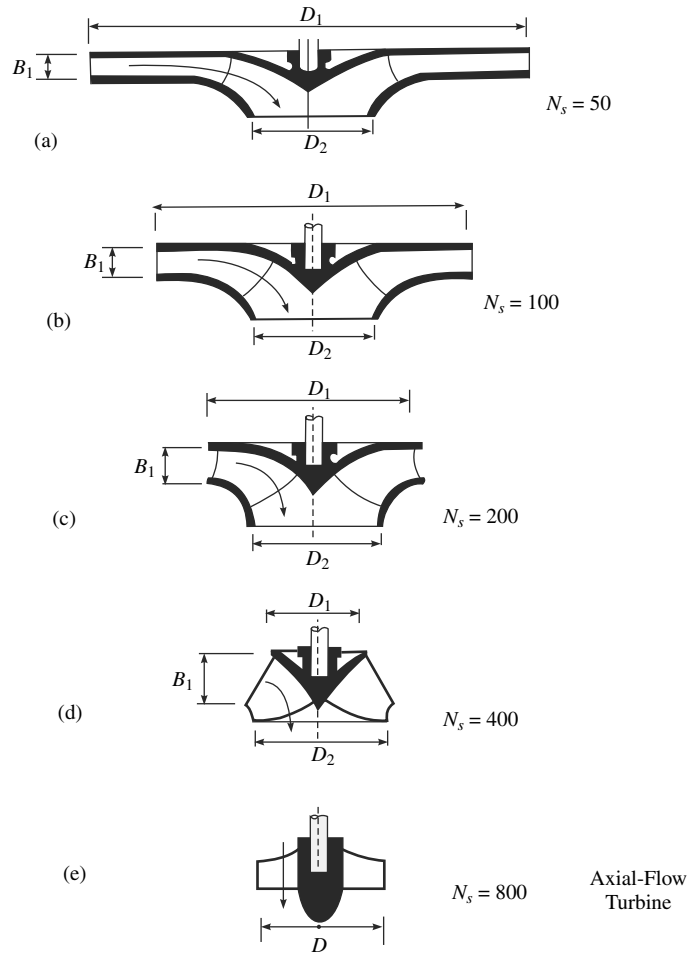 D₁
B₁
Nₛ = 50
D₂
(a)
D₁
B₁
Nₛ = 100
(b)
D₂
D₁
B₁
Nₛ = 200
(c)
D₂
D₁
B₁
Nₛ = 400
(d)
D₂
(e)
Nₛ = 800
Axial-Flow
Turbine
D